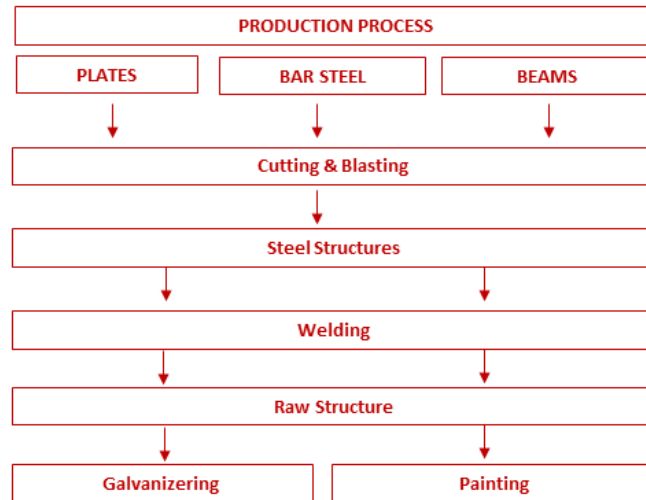 PRODUCTION PROCESS
PLATES
BAR STEEL
BEAMS
Cutting & Blasting
Steel Structures
Welding
Raw Structure
Galvanizering
Painting